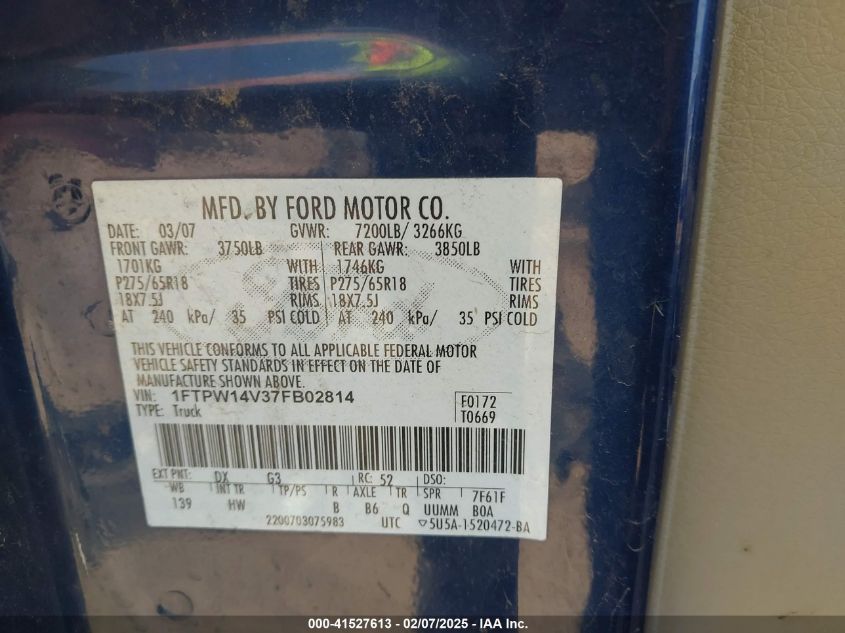 MFD. BY FORD MOTOR CO.
DATE: 03/07 GVWR: 7200LB/ 3266KG
FRONT GAWR: 3750LB REAR GAWR: 3850LB
1701KG WITH 1746KG WITH
P275/65R18 TIRES P275/65R18 TIRES
18X7.5J RIMS 18X7.5J RIMS
AT 240 kPa/ 35 PSI COLD AT 240 kPa/ 35 PSI COLD
THIS VEHICLE CONFORMS TO ALL APPLICABLE FEDERAL MOTOR
VEHICLE SAFETY STANDARDS IN EFFECT ON THE DATE OF
MANUFACTURE SHOWN ABOVE.
VIN: 1FTPW14V37FB02814 F0172
TYPE: Truck T0669
EXT PNT: DX G3 RC: 52 DSO:
WB INT TR TP/PS R AXLE TR SPR 7F61F
139 HW B B6 Q UUMM BOA
2200703075983 UTC ▽5U5A-1520472-BA
000-41527613 - 02/07/2025 - IAA Inc.